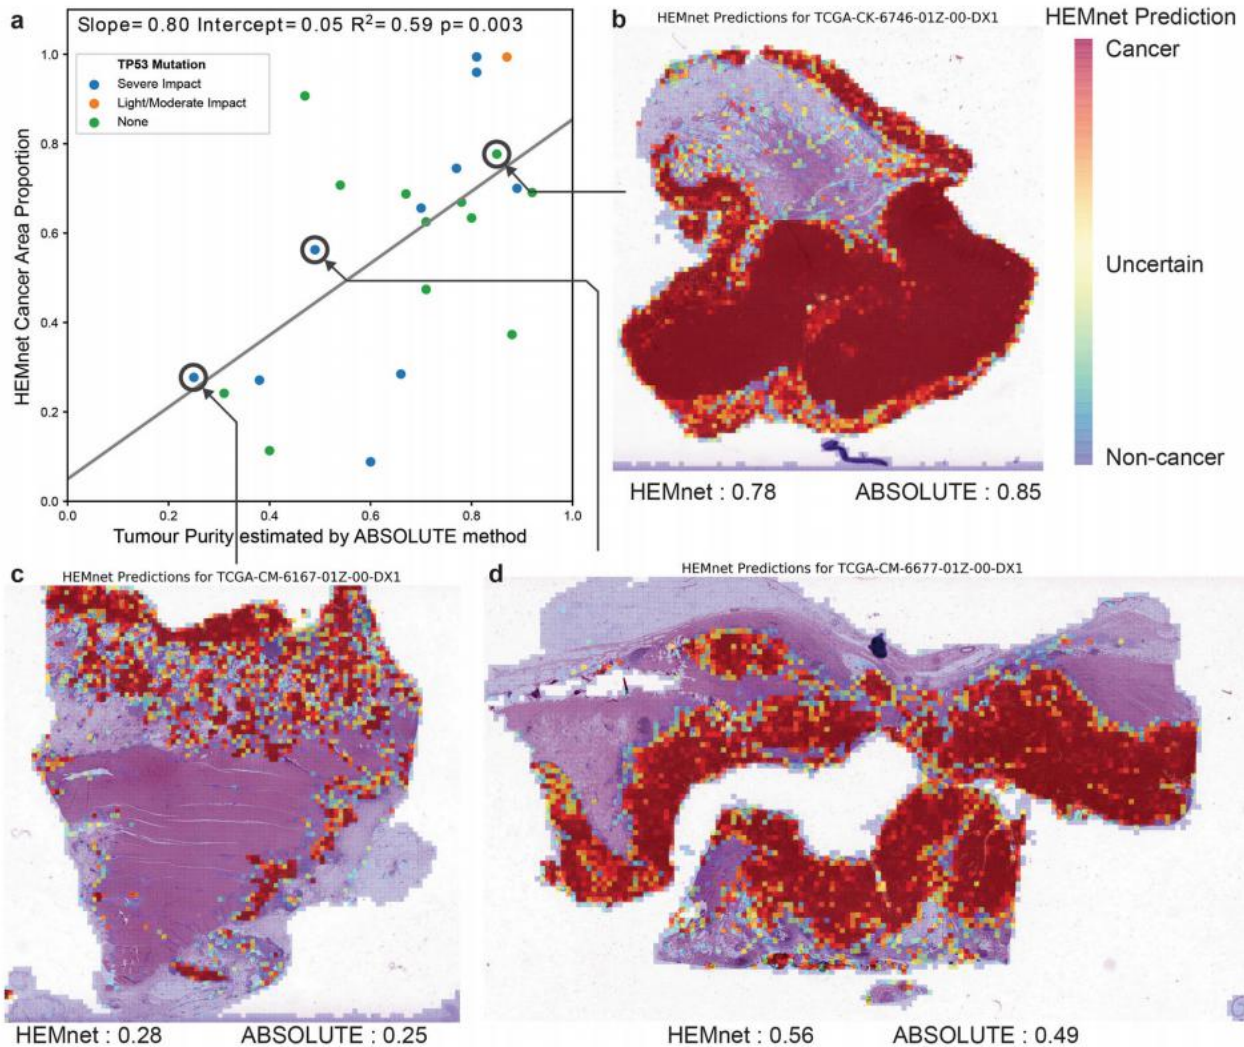 a
Slope= 0.80 Intercept= 0.05 R² = 0.59 p= 0.003
TP53 Mutation
Severe Impact
Light/Moderate Impact
None
HEMnet Cancer Area Proportion
1.0
0.8
0.6
0.4
0.2
0.0
0.0
0.2
0.4
0.6
0.8
1.0
Tumour Purity estimated by ABSOLUTE method
b
HEMnet Predictions for TCGA-CK-6746-01Z-00-DX1
HEMnet : 0.78 ABSOLUTE : 0.85
HEMnet Prediction
Cancer
Uncertain
Non-cancer
c
HEMnet Predictions for TCGA-CM-6167-01Z-00-DX1
HEMnet : 0.28 ABSOLUTE : 0.25
d
HEMnet Predictions for TCGA-CM-6677-01Z-00-DX1
HEMnet : 0.56 ABSOLUTE : 0.49